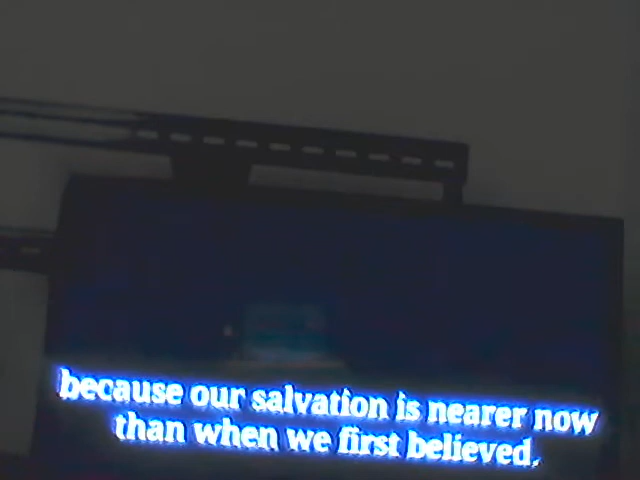 because our salvation is nearer now
than when we first believed.